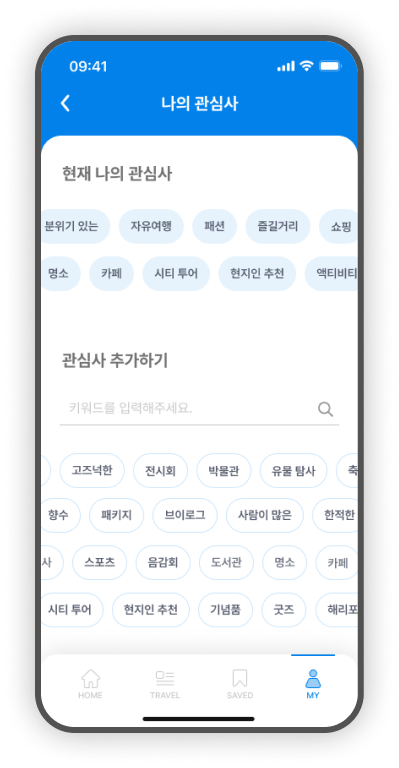 09:41
나의 관심사
현재 나의 관심사
분위기 있는 자유여행 패션 즐길거리 쇼핑
명소 카페 시티 투어 현지인 추천 액티비티
관심사 추가하기
키워드를 입력해주세요.
고즈넉한 전시회 박물관 유물 탐사 축
향수 패키지 브이로그 사람이 많은 한적한
사 스포츠 음감회 도서관 명소 카페
시티 투어 현지인 추천 기념품 굿즈 해리포
HOME TRAVEL SAVED MY